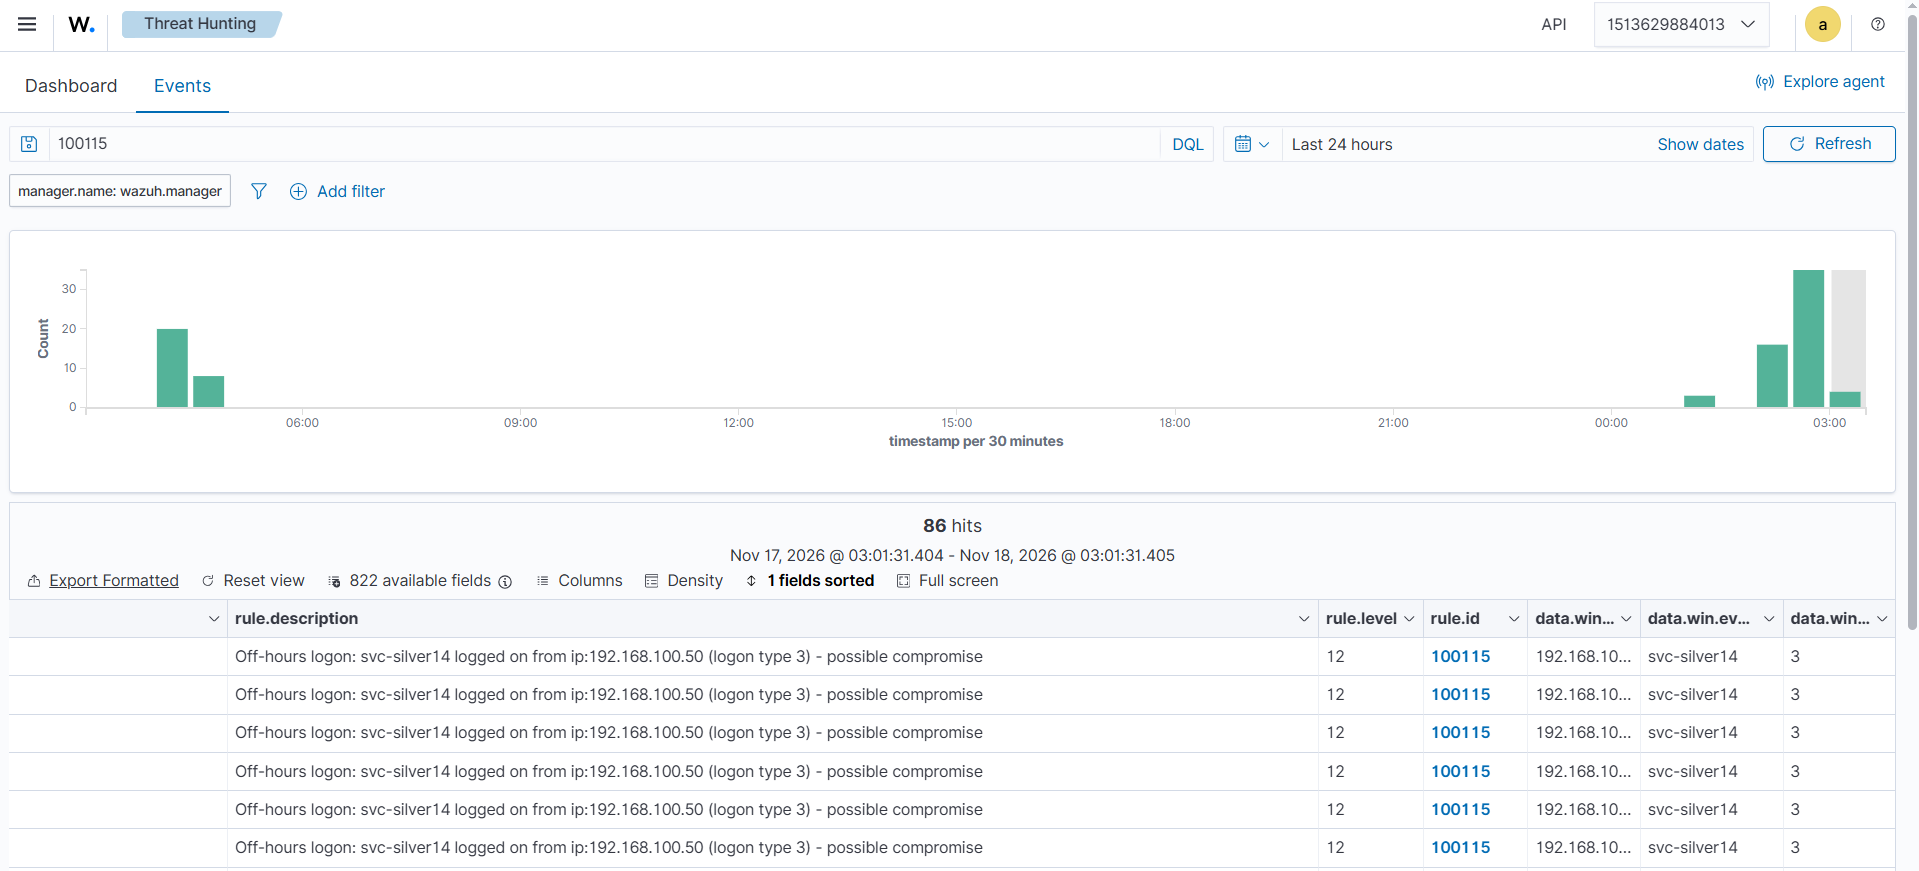 W. Threat Hunting API 1513629884013 a
Dashboard Events Explore agent
100115 DQL Last 24 hours Show dates Refresh
manager.name: wazuh.manager Add filter
Count
30
20
10
0
06:00 09:00 12:00 15:00 18:00 21:00 00:00 03:00
timestamp per 30 minutes
86 hits
Nov 17, 2026 @ 03:01:31.404 - Nov 18, 2026 @ 03:01:31.405
Export Formatted Reset view 822 available fields Columns Density 1 fields sorted Full screen
rule.description rule.level rule.id data.win... data.win.ev... data.win...
Off-hours logon: svc-silver14 logged on from ip:192.168.100.50 (logon type 3) - possible compromise 12 100115 192.168.10... svc-silver14 3
Off-hours logon: svc-silver14 logged on from ip:192.168.100.50 (logon type 3) - possible compromise 12 100115 192.168.10... svc-silver14 3
Off-hours logon: svc-silver14 logged on from ip:192.168.100.50 (logon type 3) - possible compromise 12 100115 192.168.10... svc-silver14 3
Off-hours logon: svc-silver14 logged on from ip:192.168.100.50 (logon type 3) - possible compromise 12 100115 192.168.10... svc-silver14 3
Off-hours logon: svc-silver14 logged on from ip:192.168.100.50 (logon type 3) - possible compromise 12 100115 192.168.10... svc-silver14 3
Off-hours logon: svc-silver14 logged on from ip:192.168.100.50 (logon type 3) - possible compromise 12 100115 192.168.10... svc-silver14 3